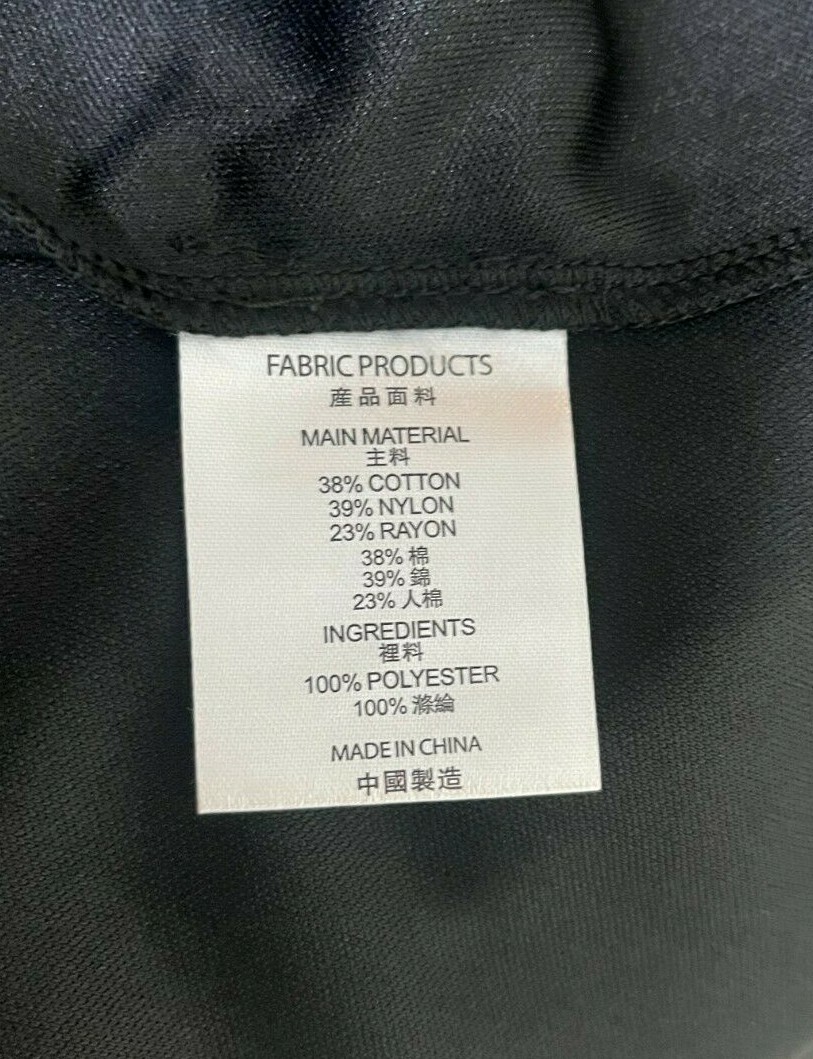 FABRIC PRODUCTS
産品面料
MAIN MATERIAL
主料
38% COTTON
39% NYLON
23% RAYON
38% 棉
39% 錦
23% 人棉
INGREDIENTS
裡料
100% POLYESTER
100% 滌綸
MADE IN CHINA
中國製造